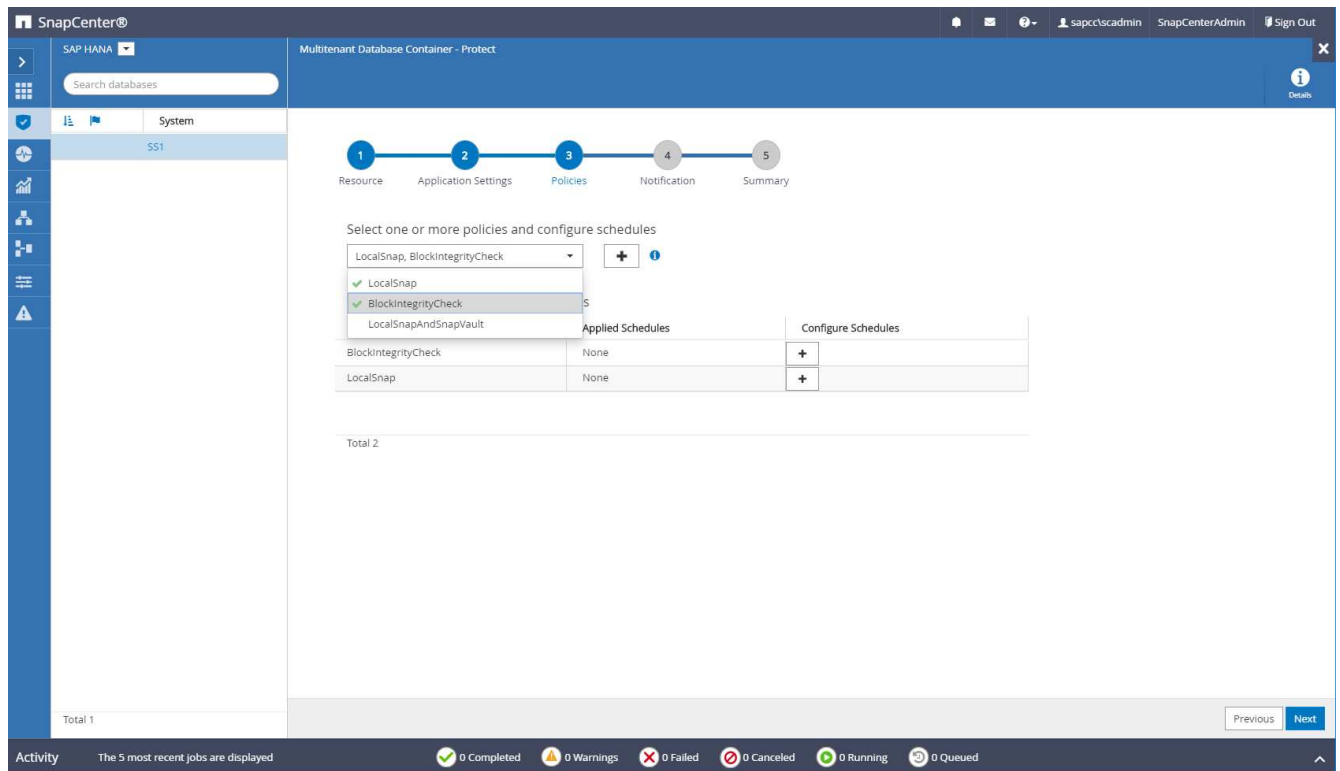 SnapCenter®
sapcc\scadmin SnapCenterAdmin Sign Out
SAP HANA
Multitenant Database Container - Protect
Search databases
Details
System
SS1
1 2 3 4 5
Resource Application Settings Policies Notification Summary
Select one or more policies and configure schedules
LocalSnap, BlockIntegrityCheck
LocalSnap
BlockIntegrityCheck
LocalSnapAndSnapVault
Applied Schedules Configure Schedules
BlockIntegrityCheck None
LocalSnap None
Total 2
Total 1
Previous Next
Activity The 5 most recent jobs are displayed 0 Completed 0 Warnings 0 Failed 0 Canceled 0 Running 0 Queued